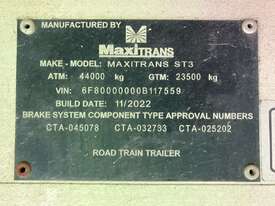 MANUFACTURED BY
MaxiTRANS
MAKE - MODEL: MAXITRANS ST3
ATM: 44000 kg GTM: 23500 kg
VIN: 6F80000000B117559
BUILD DATE: 11/2022
BRAKE SYSTEM COMPONENT TYPE APPROVAL NUMBERS
CTA-045078 CTA-032733 CTA-025202
ROAD TRAIN TRAILER